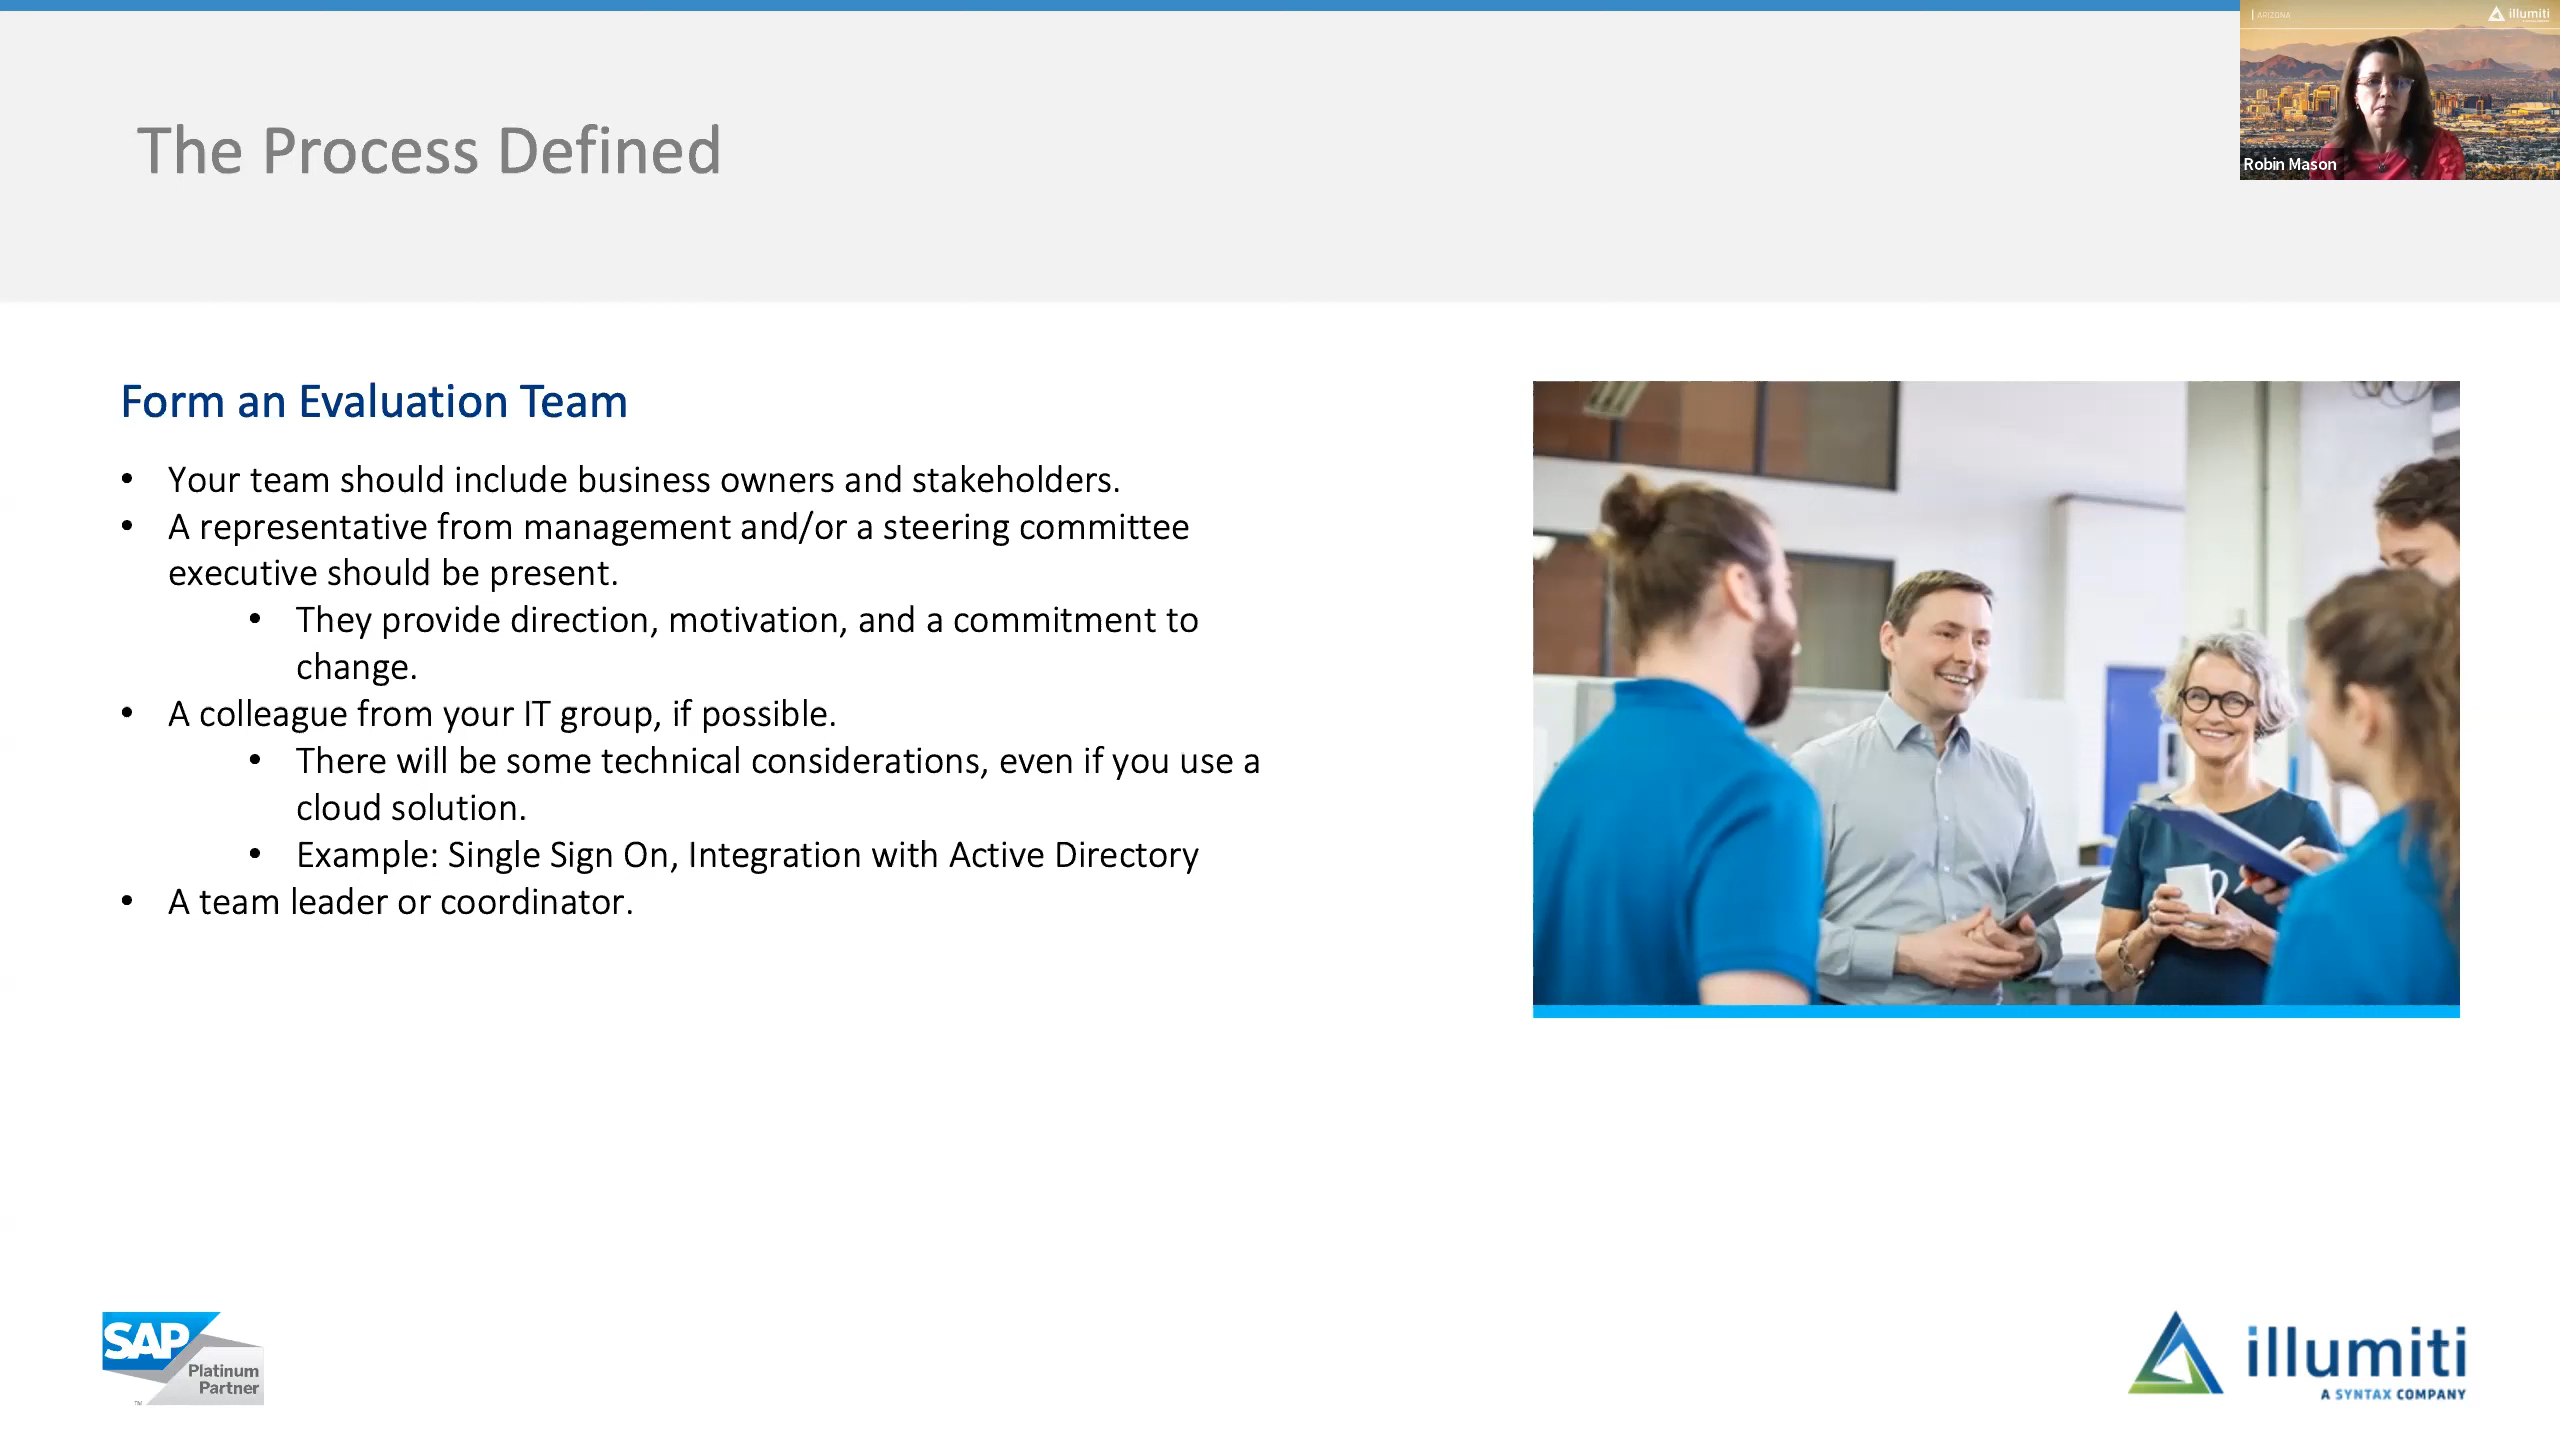 | ARIZONA
illumiti
Robin Mason
The Process Defined
Form an Evaluation Team
• Your team should include business owners and stakeholders.
• A representative from management and/or a steering committee
executive should be present.
• They provide direction, motivation, and a commitment to
change.
• A colleague from your IT group, if possible.
• There will be some technical considerations, even if you use a
cloud solution.
• Example: Single Sign On, Integration with Active Directory
• A team leader or coordinator.
SAP
Platinum
Partner
™
illumiti
A SYNTAX COMPANY